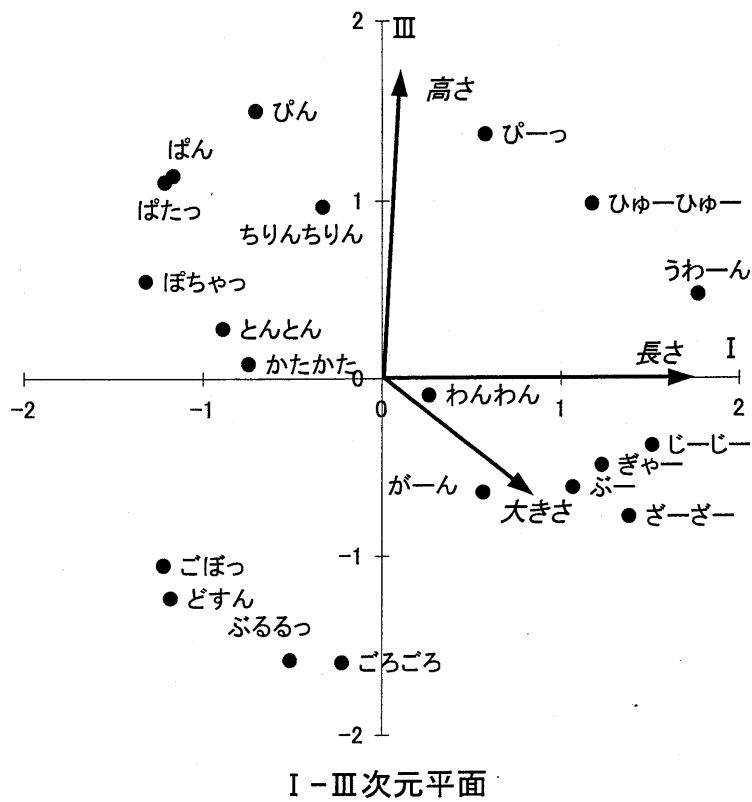 2
Ⅲ
高さ
ぴん
ぴーっ
ぱん
ぱたっ
1
ひゅーひゅー
ちりんちりん
うわーん
ぽちゃっ
とんとん
長さ
Ⅰ
かたかた
0
-2
-1
0
1
2
わんわん
じーじー
ぎゃー
がーん
ぶー
大きさ
ざーざー
-1
ごぼっ
どすん
ぶるるっ
ごろごろ
-2
Ⅰ-Ⅲ次元平面